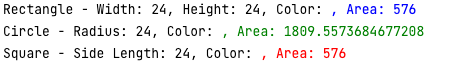 Rectangle - Width: 24, Height: 24, Color: , Area: 576
Circle - Radius: 24, Color: , Area: 1809.5573684677208
Square - Side Length: 24, Color: , Area: 576